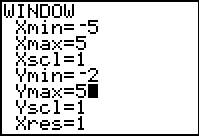 WINDOW
Xmin=-5
Xmax=5
Xscl=1
Ymin=-2
Ymax=5
Yscl=1
Xres=1